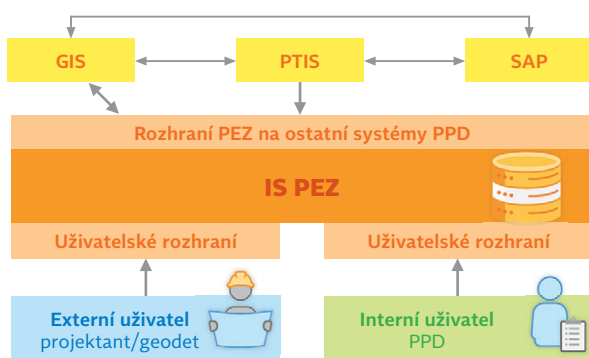 GIS
PTIS
SAP
Rozhraní PEZ na ostatní systémy PPD
IS PEZ
Uživatelské rozhraní
Uživatelské rozhraní
Externí uživatel
projektant/geodet
Interní uživatel
PPD